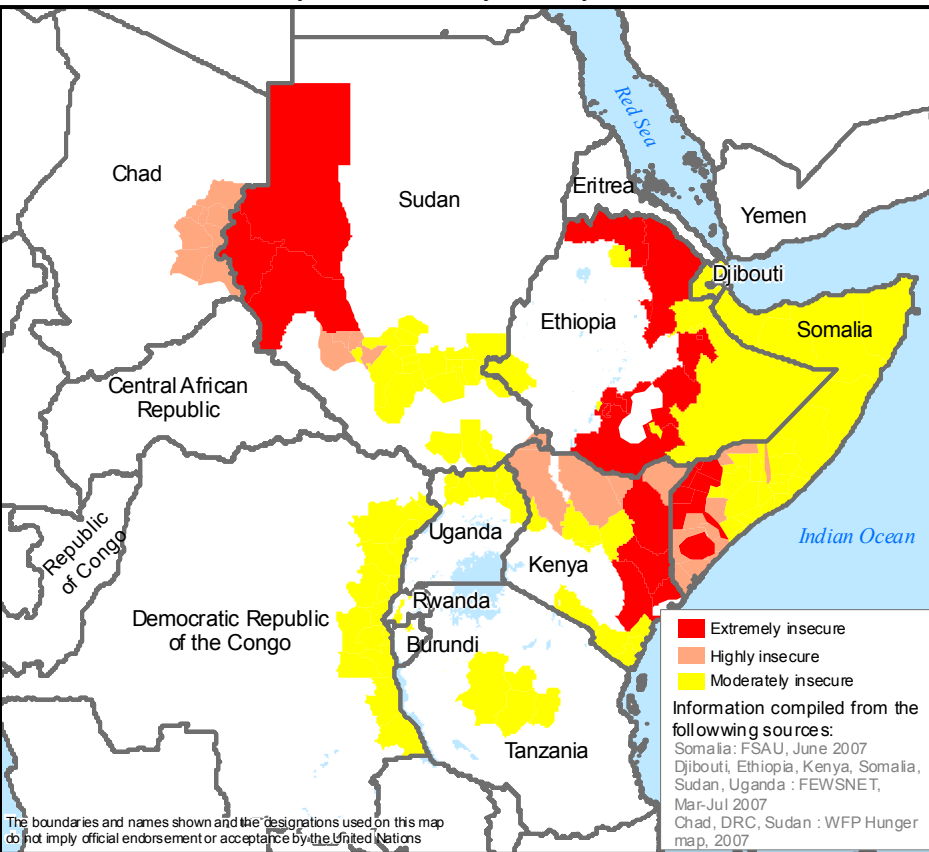 Red Sea
Chad
Eritrea
Sudan
Yemen
Djibouti
Ethiopia
Somalia
Central African
Republic
Republic
of Congo
Uganda
Indian Ocean
Kenya
Rwanda
Democratic Republic
of the Congo
Burundi
Tanzania
Extremely insecure
Highly insecure
Moderately insecure
Information compiled from the
followwing sources:
Somalia: FSAU, June 2007
Djibouti, Ethiopia, Kenya, Somalia,
Sudan, Uganda : FEWSNET,
Mar-Jul 2007
Chad, DRC, Sudan : WFP Hunger
map, 2007
The boundaries and names shown and the designations used on this map
do not imply official endorsement or acceptance by the United Nations